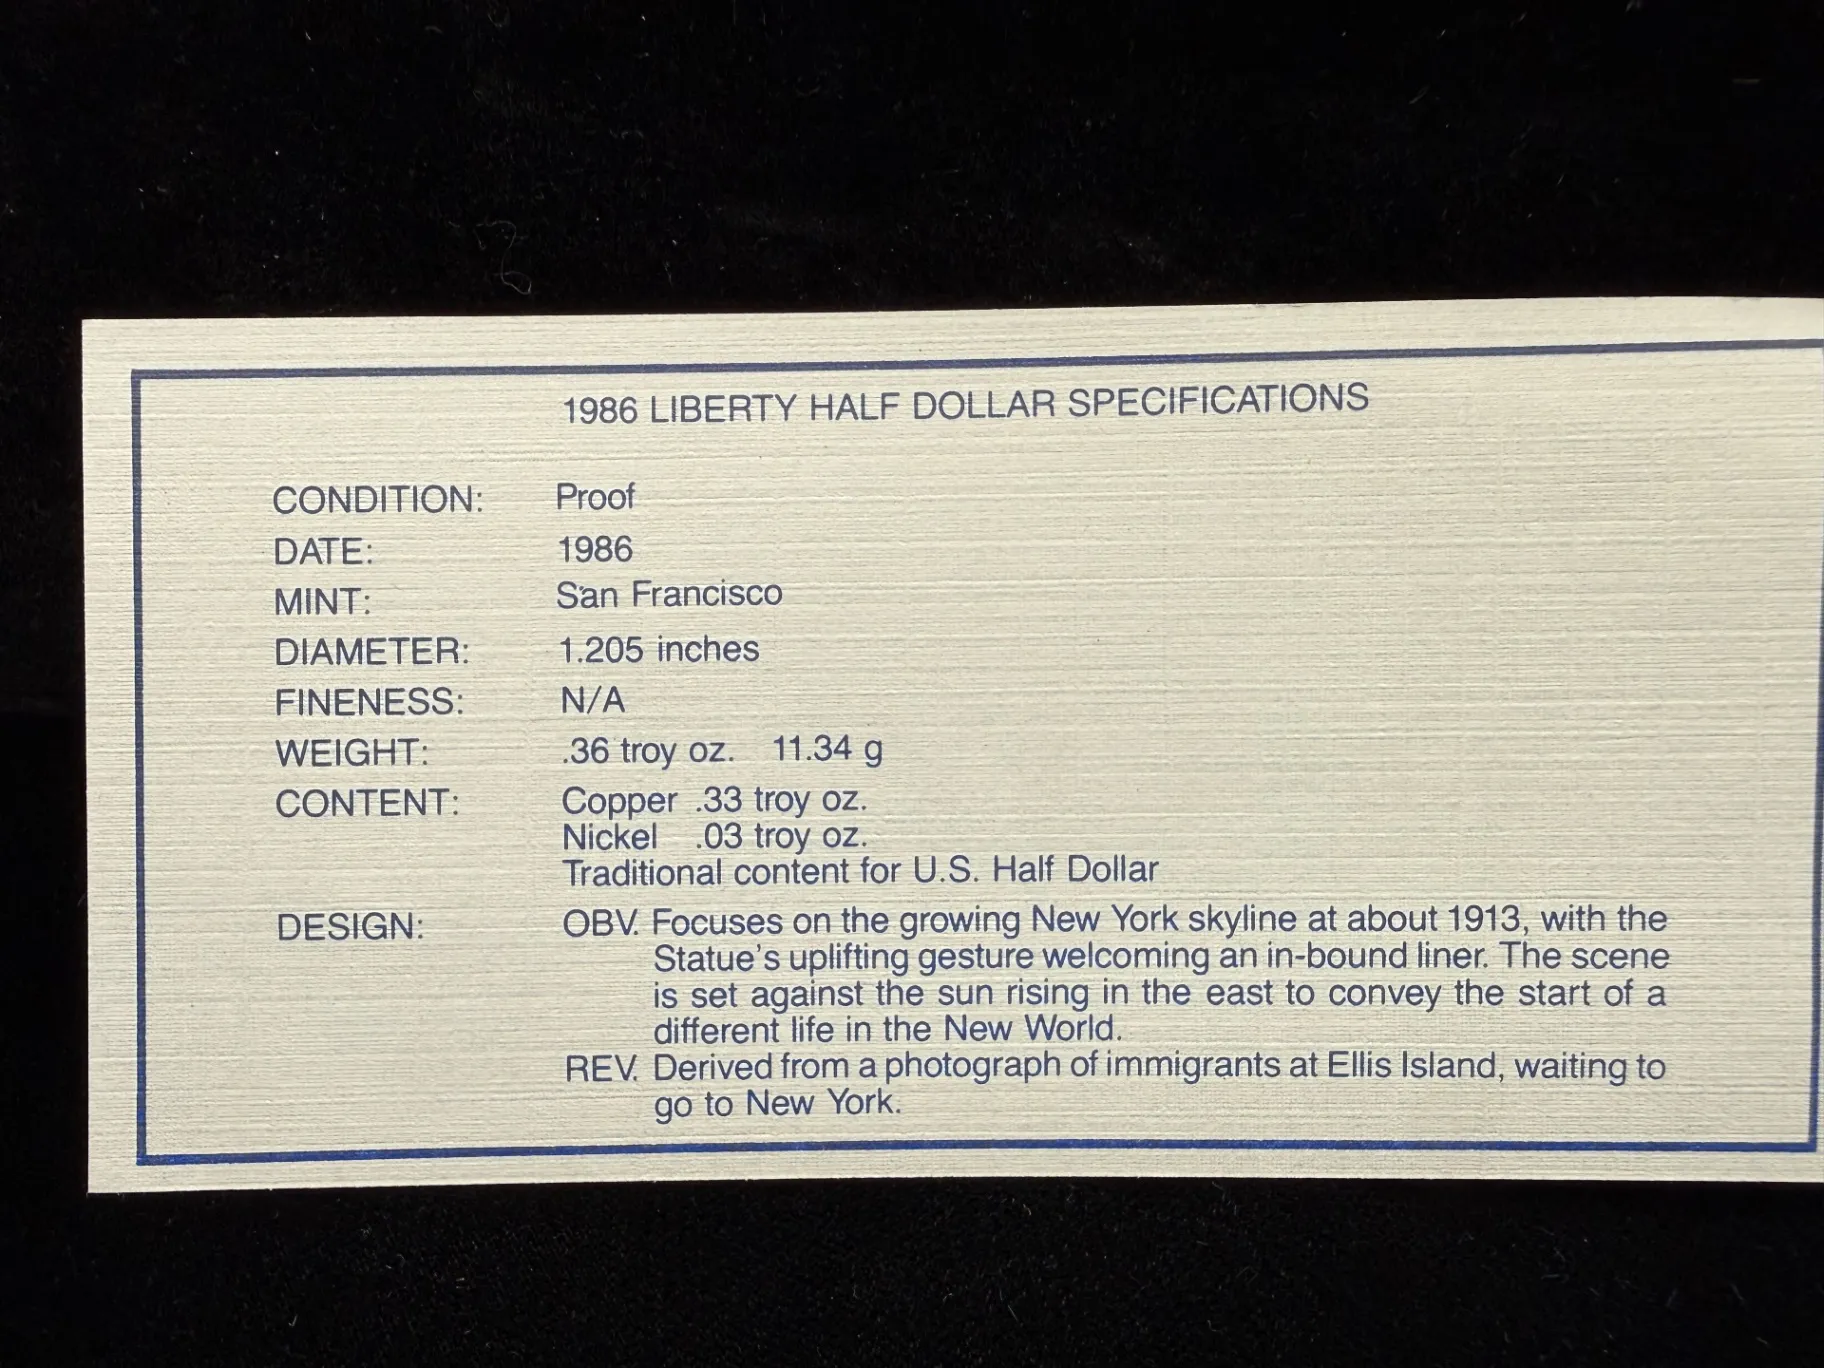 1986 LIBERTY HALF DOLLAR SPECIFICATIONS
CONDITION: Proof
DATE: 1986
MINT: San Francisco
DIAMETER: 1.205 inches
FINENESS: N/A
WEIGHT: .36 troy oz. 11.34 g
CONTENT: Copper .33 troy oz.
Nickel .03 troy oz.
Traditional content for U.S. Half Dollar
DESIGN: OBV. Focuses on the growing New York skyline at about 1913, with the
Statue's uplifting gesture welcoming an in-bound liner. The scene
is set against the sun rising in the east to convey the start of a
different life in the New World.
REV. Derived from a photograph of immigrants at Ellis Island, waiting to
go to New York.